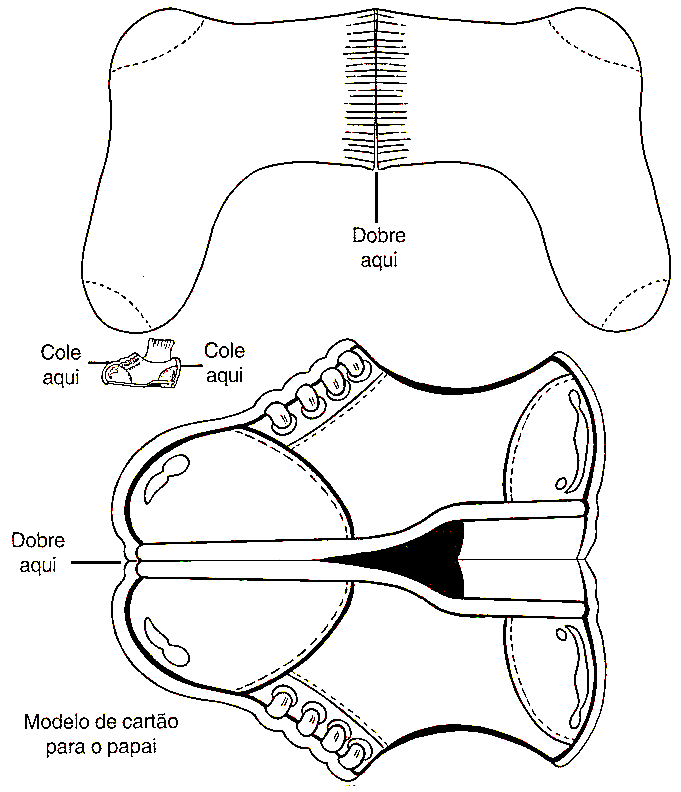 Dobre
aqui
Cole
aqui
Cole
aqui
Dobre
aqui
Modelo de cartão
para o papai